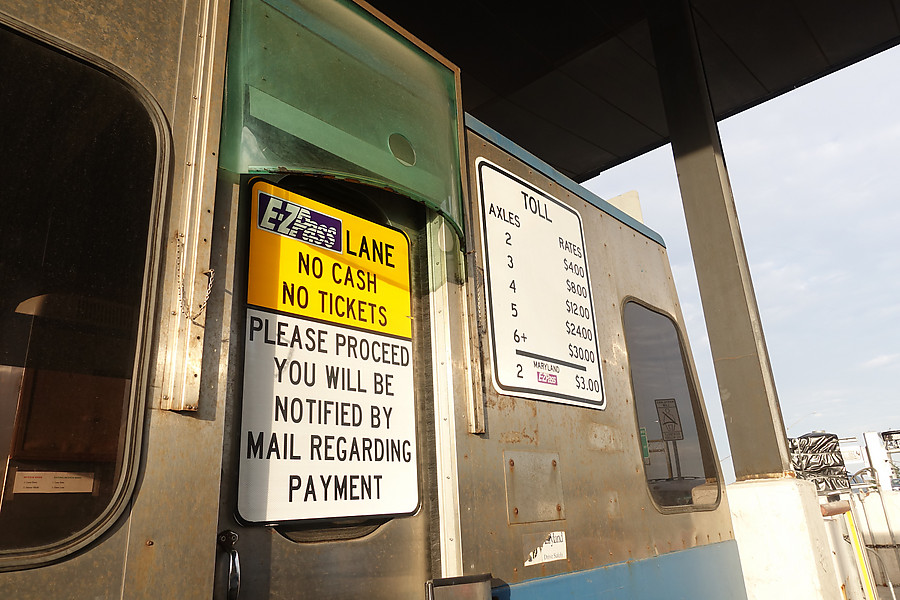 E-ZPass LANE
NO CASH
NO TICKETS
PLEASE PROCEED
YOU WILL BE
NOTIFIED BY
MAIL REGARDING
PAYMENT
TOLL
AXLES RATES
2 $4.00
3 $8.00
4 $12.00
5 $24.00
6+ $30.00
2 MARYLAND E-ZPass $3.00